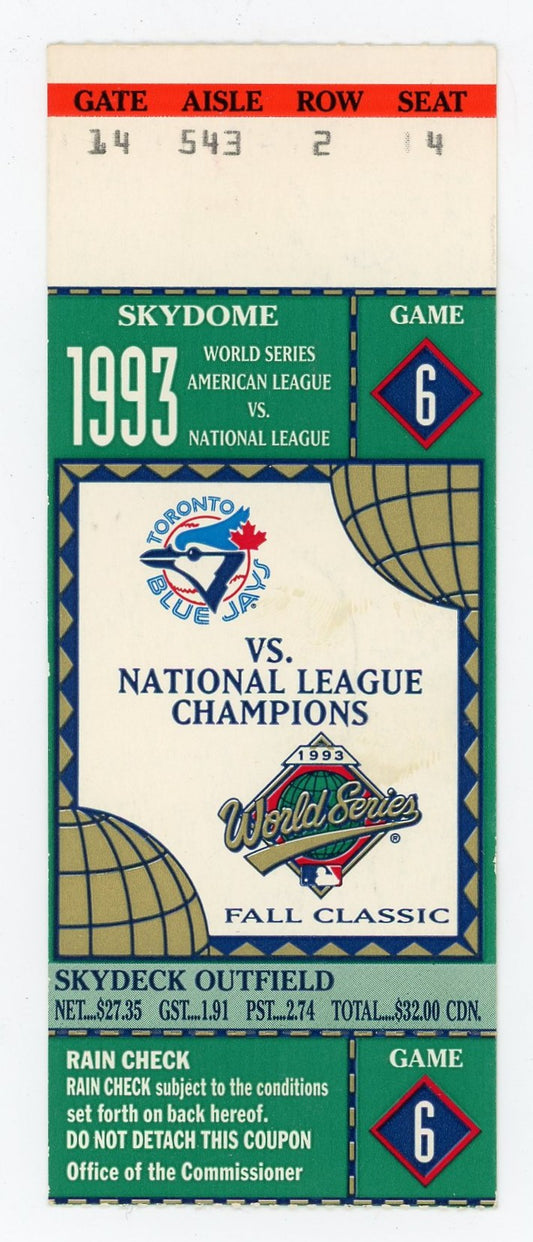 GATE AISLE ROW SEAT
14 543 2 4
SKYDOME
1993
WORLD SERIES
AMERICAN LEAGUE
VS.
NATIONAL LEAGUE
GAME
6
TORONTO
BLUE JAYS
VS.
NATIONAL LEAGUE
CHAMPIONS
1993
World Series
®
FALL CLASSIC
SKYDECK OUTFIELD
NET....$27.35 GST....1.91 PST....2.74 TOTAL....$32.00 CDN.
RAIN CHECK
RAIN CHECK subject to the conditions
set forth on back hereof.
DO NOT DETACH THIS COUPON
Office of the Commissioner
GAME
6